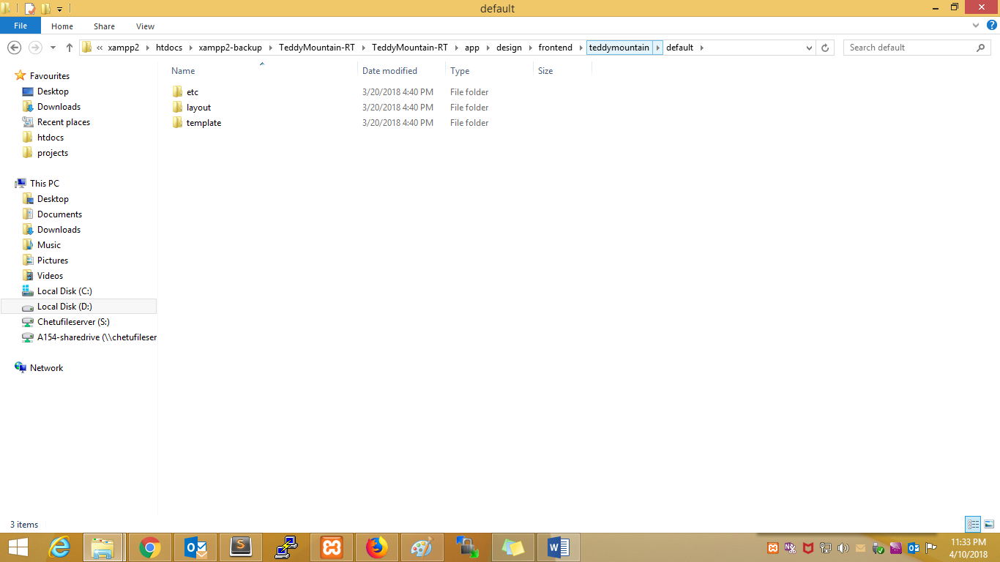 default
File Home Share View
« xampp2 htdocs xampp2-backup TeddyMountain-RT TeddyMountain-RT app design frontend teddymountain default Search default
Name Date modified Type Size
etc 3/20/2018 4:40 PM File folder
layout 3/20/2018 4:40 PM File folder
template 3/20/2018 4:40 PM File folder
Favourites
Desktop
Downloads
Recent places
htdocs
projects
This PC
Desktop
Documents
Downloads
Music
Pictures
Videos
Local Disk (C:)
Local Disk (D:)
Chetufileserver (S:)
A154-sharedrive (\\chetufileser
Network
3 items
11:33 PM
4/10/2018